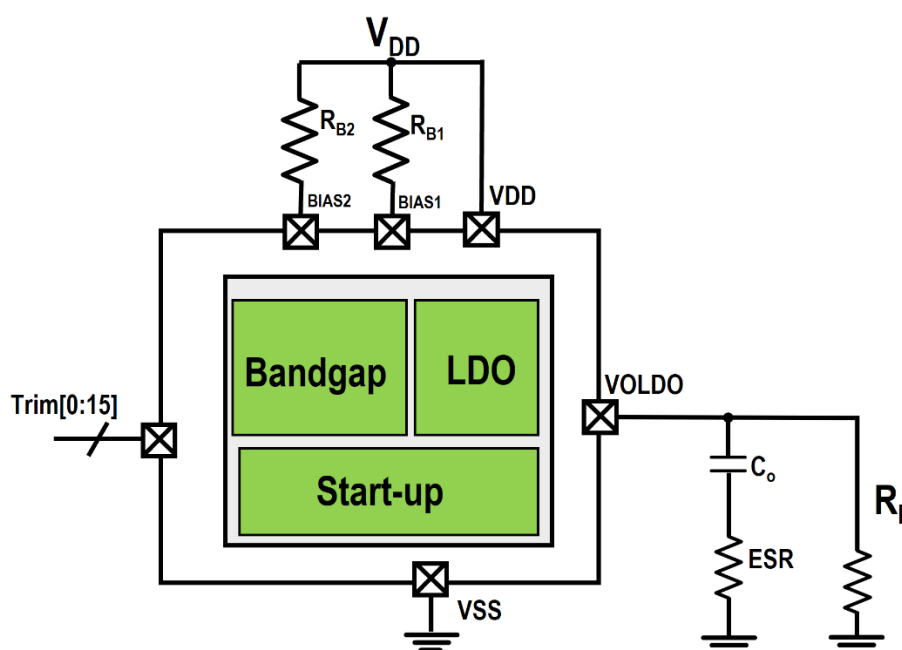 VDD
RB2
RB1
BIAS2
BIAS1
VDD
Bandgap
LDO
VOLDO
Trim[0:15]
Start-up
Co
ESR
R
VSS